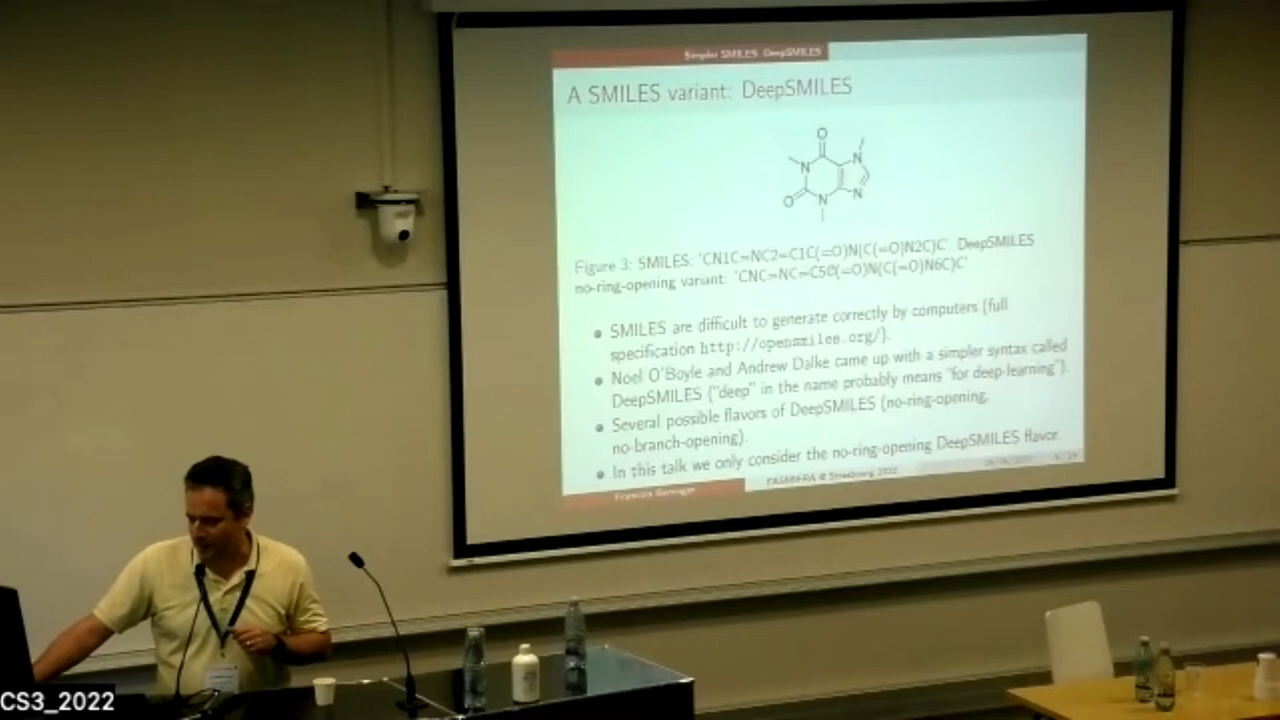 Simpler SMILES: DeepSMILES
A SMILES variant: DeepSMILES
O
N
N
O
N
N
Figure 3: SMILES: 'CN1C=NC2=C1C(=O)N(C(=O)N2C)C' DeepSMILES
no-ring-opening variant: 'CNC=NC=C5C(=O)N(C(=O)N6C)C'
SMILES are difficult to generate correctly by computers (full
specification http://opensmiles.org/).
Noel O'Boyle and Andrew Dalke came up with a simpler syntax called
DeepSMILES ("deep" in the name probably means "for deep-learning").
Several possible flavors of DeepSMILES (no-ring-opening,
no-branch-opening).
In this talk we only consider the no-ring-opening DeepSMILES flavor.
Francois Berenger
FASMIFRA @ Strasbourg 2022
CS3_2022